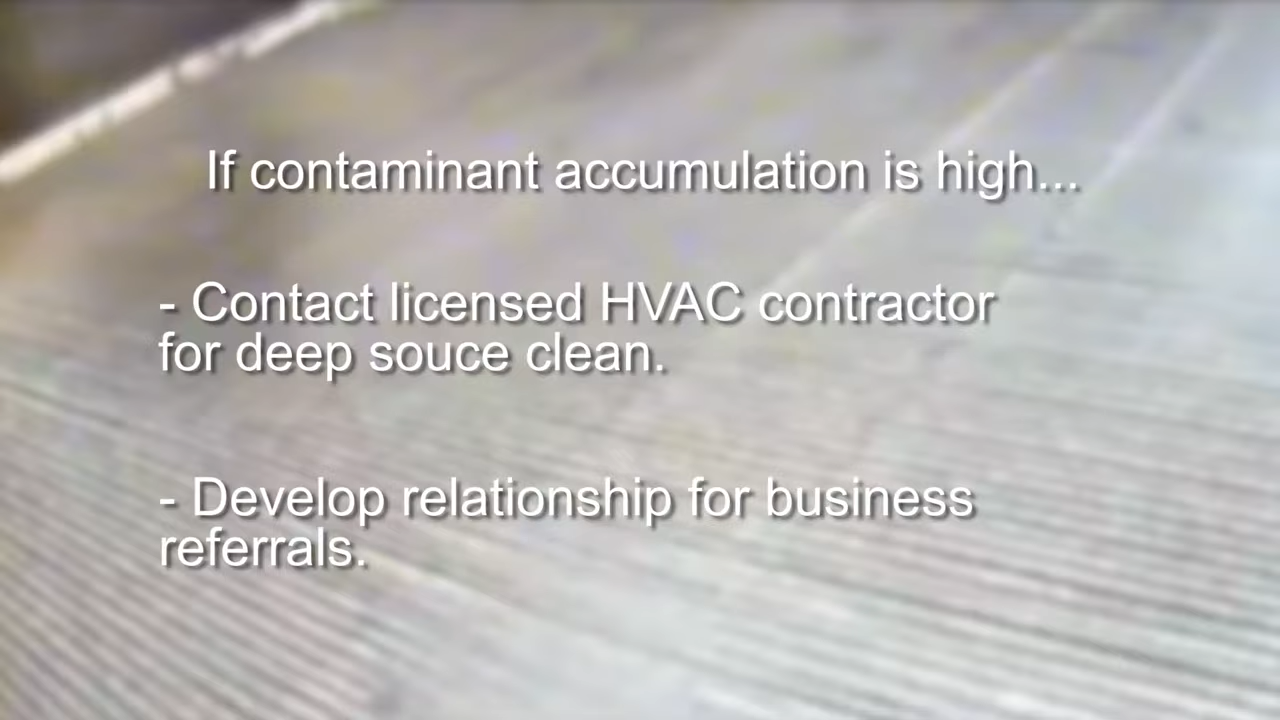 If contaminant accumulation is high...
- Contact licensed HVAC contractor
for deep souce clean.
- Develop relationship for business
referrals.